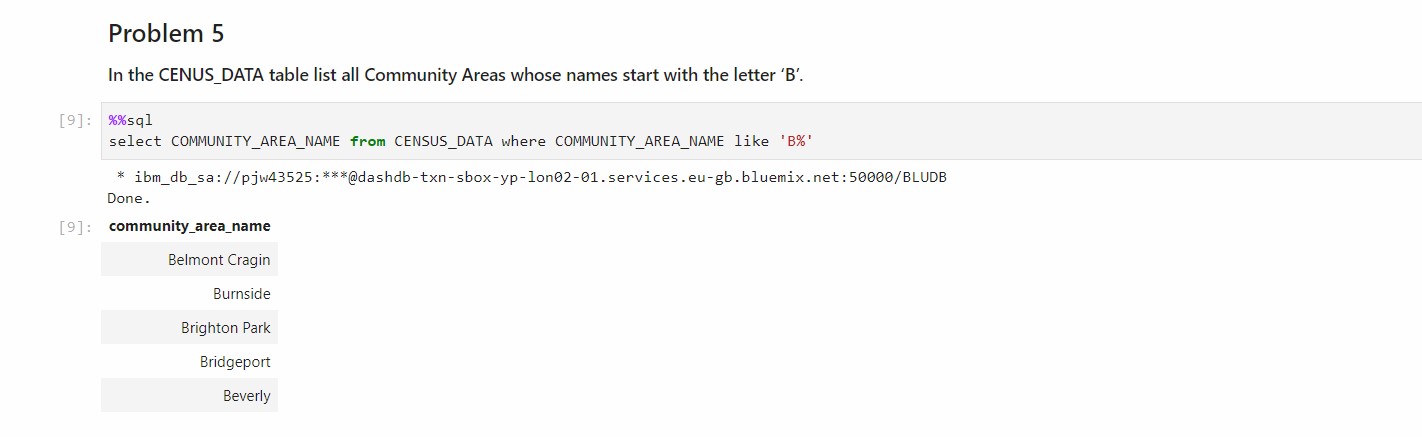 Problem 5
In the CENUS_DATA table list all Community Areas whose names start with the letter ‘B’.
[9]: %%sql
select COMMUNITY_AREA_NAME from CENSUS_DATA where COMMUNITY_AREA_NAME like 'B%'
* ibm_db_sa://pjw43525:***@dashdb-txn-sbox-yp-lon02-01.services.eu-gb.bluemix.net:50000/BLUDB
Done.
[9]: community_area_name
Belmont Cragin
Burnside
Brighton Park
Bridgeport
Beverly